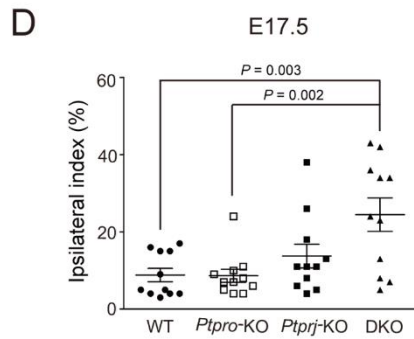 D
E17.5
P = 0.003
P = 0.002
Ipsilateral index (%)
60
40
20
0
WT Ptpro-KO Ptprj-KO DKO